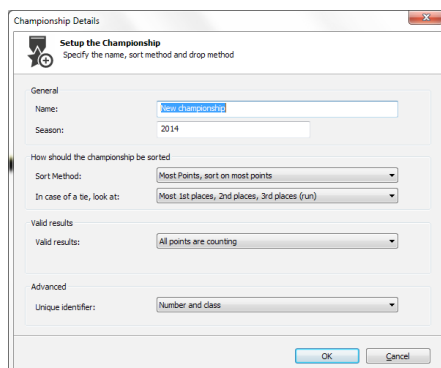 Championship Details
Setup the Championship
Specify the name, sort method and drop method
General
Name: New championship
Season: 2014
How should the championship be sorted
Sort Method: Most Points, sort on most points
In case of a tie, look at: Most 1st places, 2nd places, 3rd places (run)
Valid results
Valid results: All points are counting
Advanced
Unique identifier: Number and class
OK Cancel